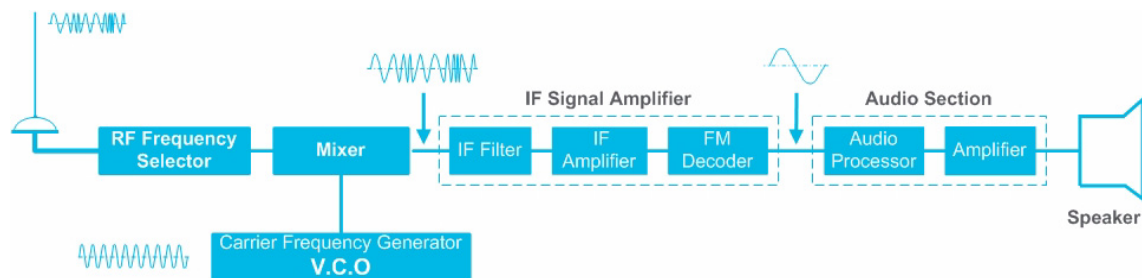 IF Signal Amplifier
Audio Section
RF Frequency
Selector
Mixer
IF Filter
IF
Amplifier
FM
Decoder
Audio
Processor
Amplifier
Speaker
Carrier Frequency Generator
V.C.O